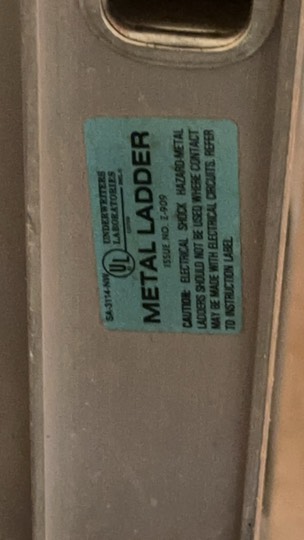 SA-3114-NW
UL
UNDERWRITERS
LABORATORIES
METAL LADDER
ISSUE NO. Z-909
CAUTION: ELECTRICAL SHOCK HAZARD-METAL
LADDERS SHOULD NOT BE USED WHERE CONTACT
MAY BE MADE WITH ELECTRICAL CIRCUITS. REFER
TO INSTRUCTION LABEL